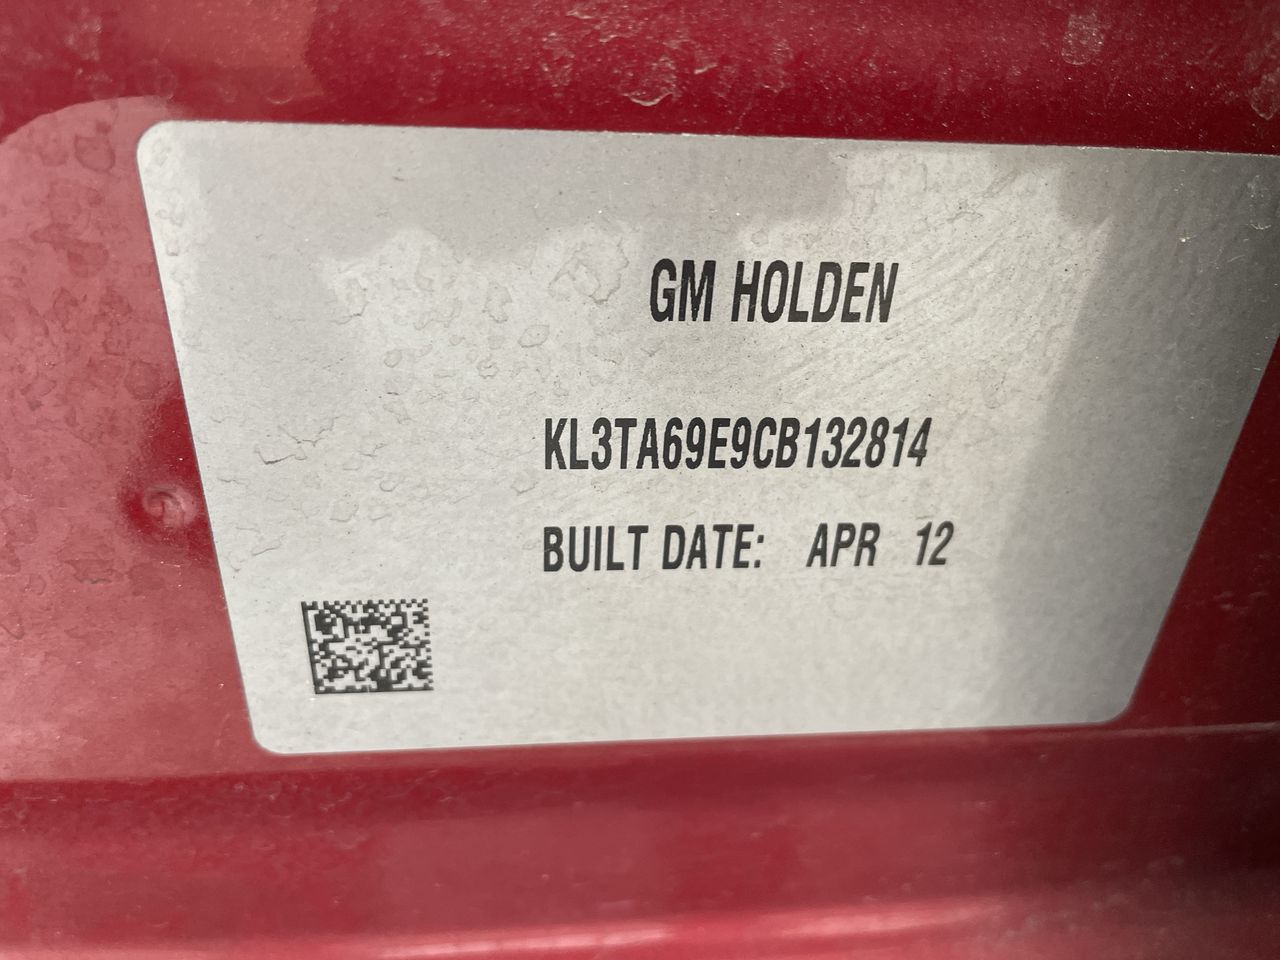 GM HOLDEN
KL3TA69E9CB132814
BUILT DATE: APR 12